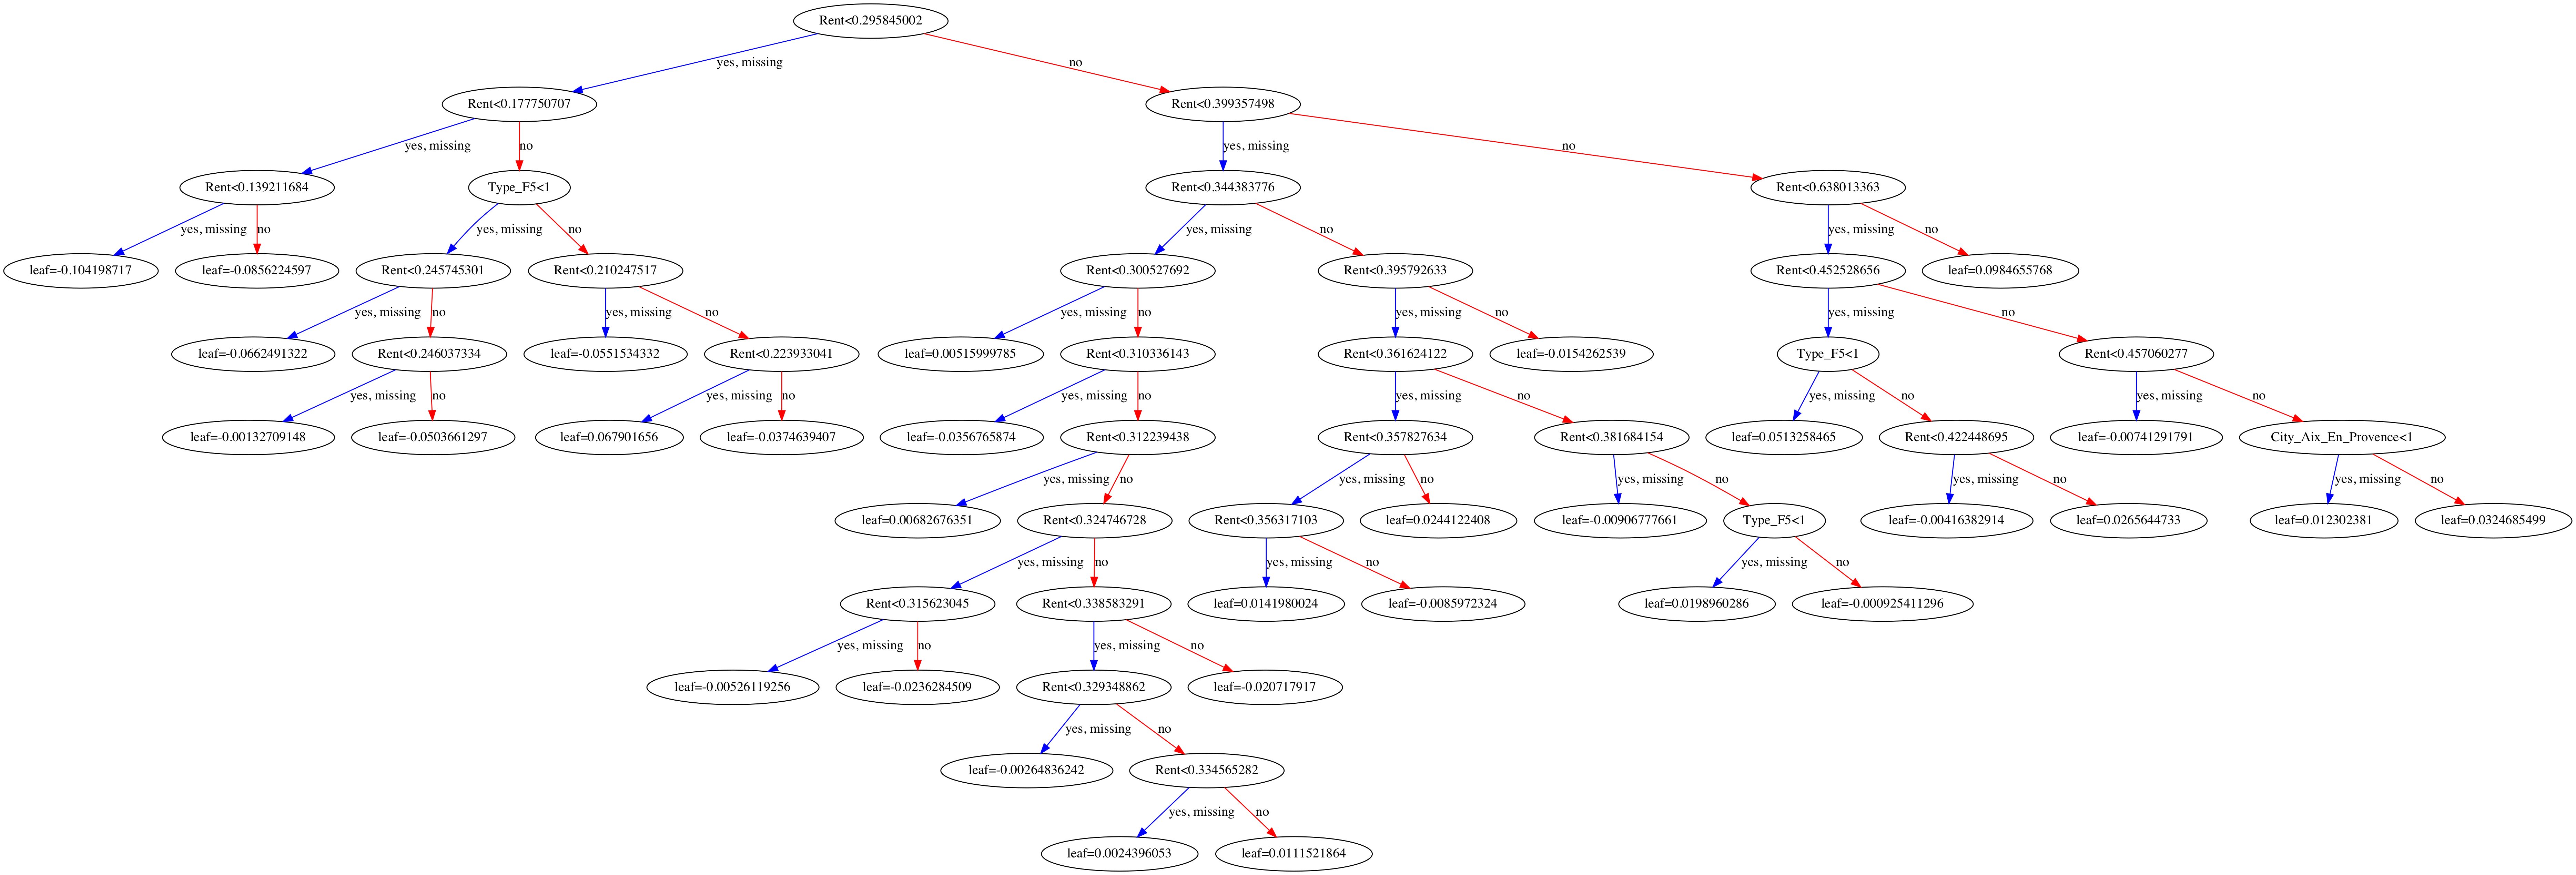 Rent<0.295845002
yes, missing
no
Rent<0.177750707
Rent<0.399357498
yes, missing
no
yes, missing
no
Rent<0.139211684
Type_F5<1
Rent<0.344383776
Rent<0.638013363
yes, missing
no
yes, missing
no
yes, missing
no
yes, missing
no
leaf=-0.104198717
leaf=-0.0856224597
Rent<0.245745301
Rent<0.210247517
Rent<0.300527692
Rent<0.395792633
Rent<0.452528656
leaf=0.0984655768
yes, missing
no
yes, missing
no
yes, missing
no
yes, missing
no
yes, missing
no
leaf=-0.0662491322
Rent<0.246037334
leaf=-0.0551534332
Rent<0.223933041
leaf=0.00515999785
Rent<0.310336143
Rent<0.361624122
leaf=-0.0154262539
Type_F5<1
Rent<0.457060277
yes, missing
no
yes, missing
no
yes, missing
no
yes, missing
no
yes, missing
no
yes, missing
no
leaf=-0.00132709148
leaf=-0.0503661297
leaf=0.067901656
leaf=-0.0374639407
leaf=-0.0356765874
Rent<0.312239438
Rent<0.357827634
Rent<0.381684154
leaf=0.0513258465
Rent<0.422448695
leaf=-0.00741291791
City_Aix_En_Provence<1
yes, missing
no
yes, missing
no
yes, missing
no
yes, missing
no
yes, missing
no
leaf=0.00682676351
Rent<0.324746728
Rent<0.356317103
leaf=0.0244122408
leaf=-0.00906777661
Type_F5<1
leaf=-0.00416382914
leaf=0.0265644733
leaf=0.012302381
leaf=0.0324685499
yes, missing
no
yes, missing
no
yes, missing
no
Rent<0.315623045
Rent<0.338583291
leaf=0.0141980024
leaf=-0.0085972324
leaf=0.0198960286
leaf=-0.000925411296
yes, missing
no
yes, missing
no
leaf=-0.00526119256
leaf=-0.0236284509
Rent<0.329348862
leaf=-0.020717917
yes, missing
no
leaf=-0.00264836242
Rent<0.334565282
yes, missing
no
leaf=0.0024396053
leaf=0.0111521864